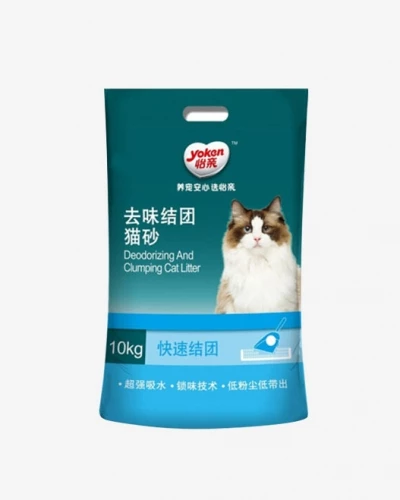 yoken
怡亲
™
养宠安心选怡亲
去味结团
猫砂
Deodorizing And
Clumping Cat Litter
10kg
快速结团
·超强吸水 ·锁味技术 ·低粉尘低带出